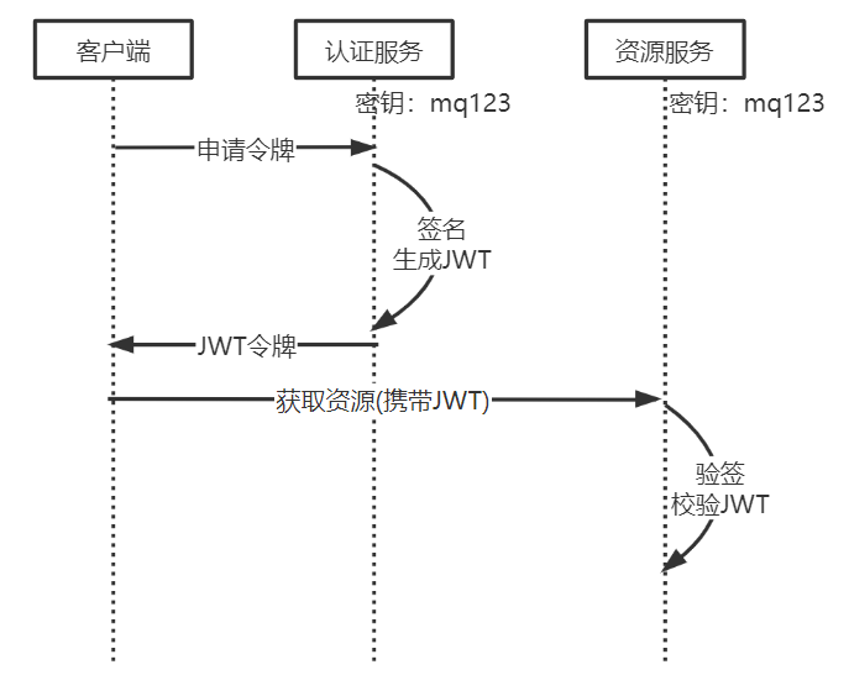 客户端
认证服务
资源服务
密钥：mq123
密钥：mq123
申请令牌
签名
生成JWT
JWT令牌
获取资源(携带JWT)
验签
校验JWT